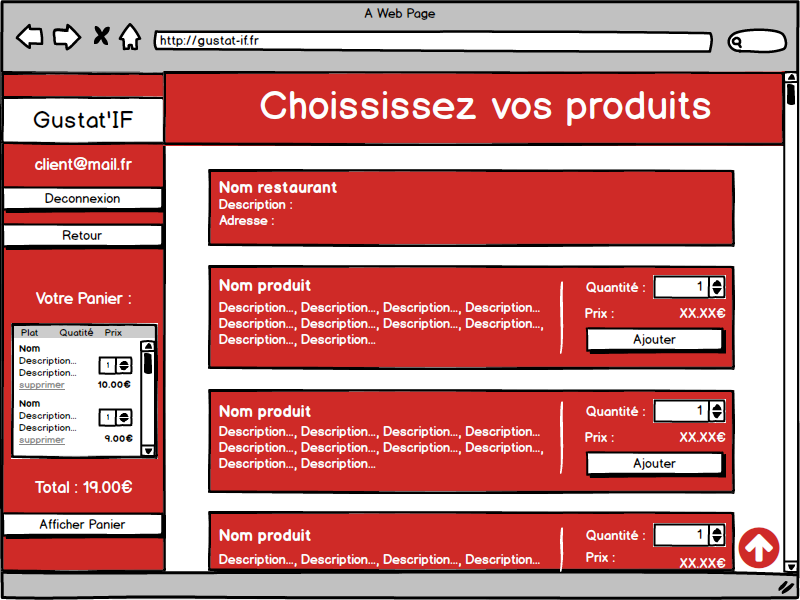 A Web Page
http://gustat-if.fr
Gustat'IF
client@mail.fr
Deconnexion
Retour
Votre Panier :
Plat Quatité Prix
Nom
Description...
Description...
1
supprimer 10.00€
Nom
Description...
Description...
1
supprimer 9.00€
Total : 19.00€
Afficher Panier
Choississez vos produits
Nom restaurant
Description :
Adresse :
Nom produit
Description..., Description..., Description..., Description...
Description..., Description..., Description..., Description...,
Description..., Description...
Quantité : 1
Prix : XX.XX€
Ajouter
Nom produit
Description..., Description..., Description..., Description...
Description..., Description..., Description..., Description...,
Description..., Description...
Quantité : 1
Prix : XX.XX€
Ajouter
Nom produit
Description..., Description..., Description..., Description...
Quantité : 1
Prix : XX.XX€